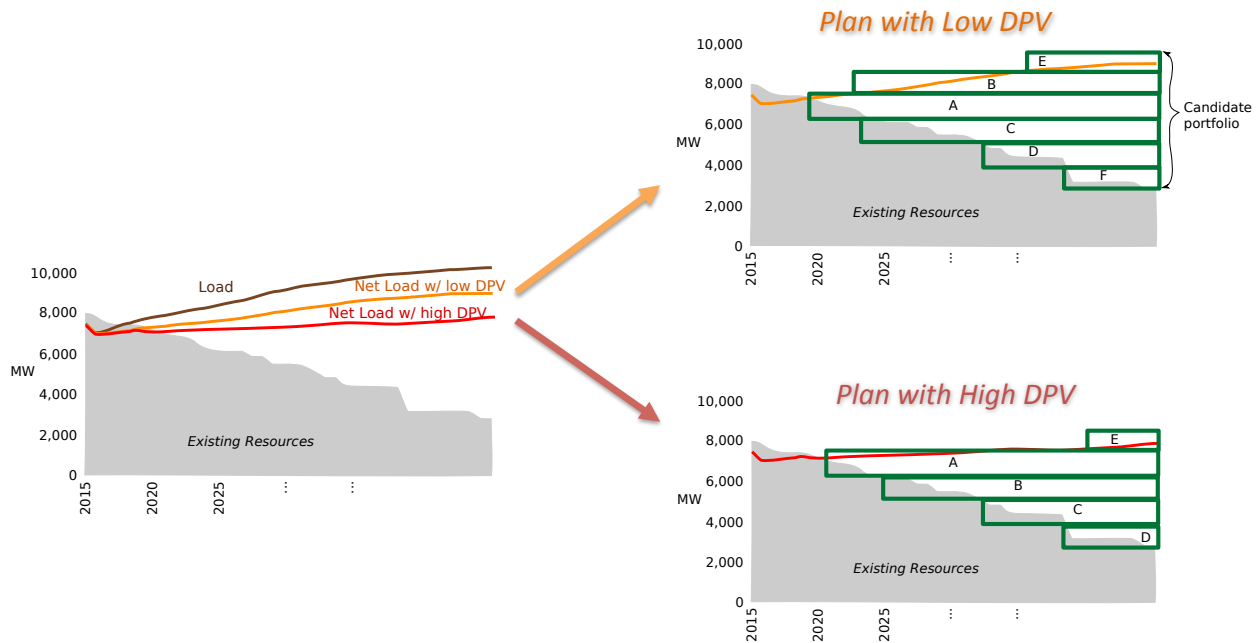 Plan with Low DPV
10,000
8,000
6,000
MW
4,000
2,000
0
E
B
A
C
D
F
Existing Resources
Candidate
portfolio
2015
2020
2025
...
...
10,000
8,000
6,000
MW
4,000
2,000
0
Load
Net Load w/ low DPV
Net Load w/ high DPV
Existing Resources
2015
2020
2025
...
...
Plan with High DPV
10,000
8,000
6,000
MW
4,000
2,000
0
E
A
B
C
D
Existing Resources
2015
2020
2025
...
...